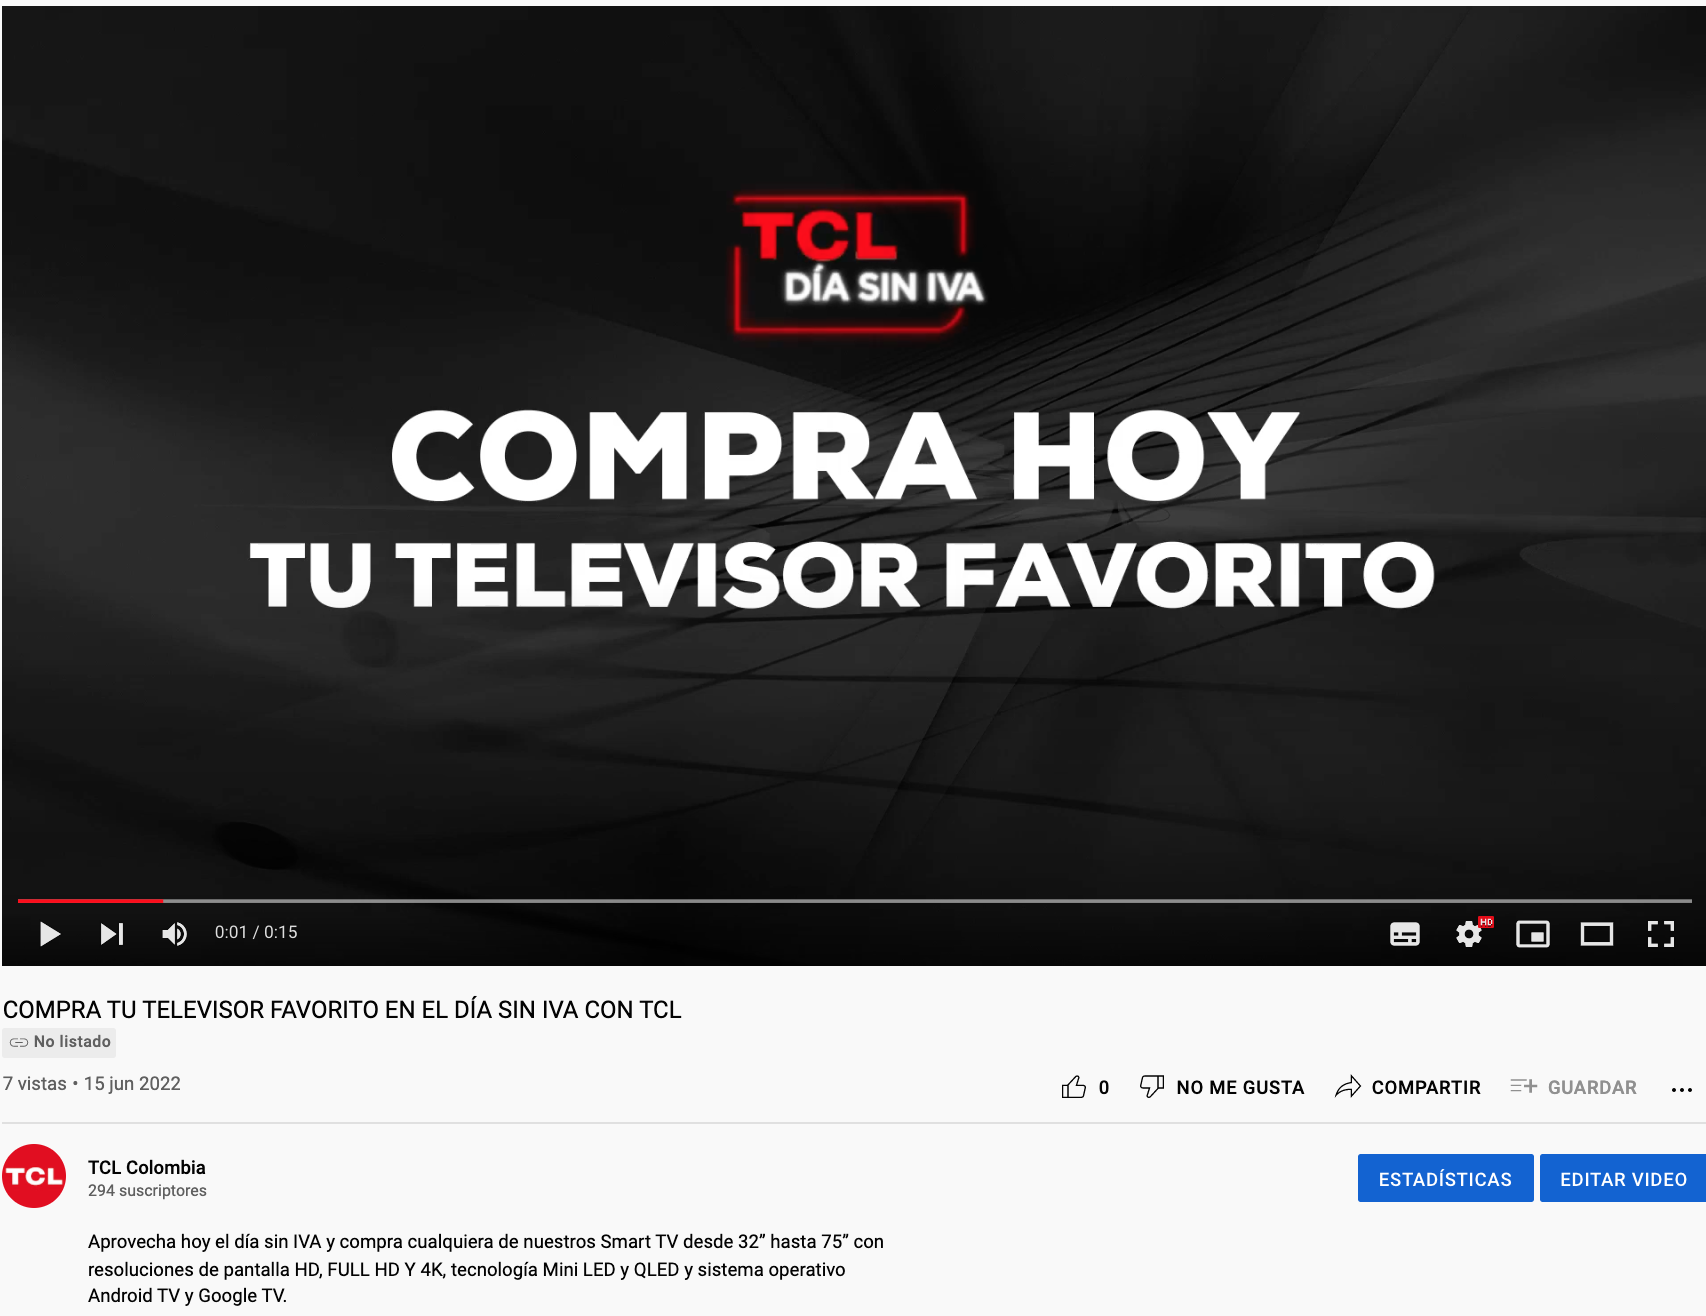 TCL
DÍA SIN IVA
COMPRA HOY
TU TELEVISOR FAVORITO
0:01 / 0:15
HD
COMPRA TU TELEVISOR FAVORITO EN EL DÍA SIN IVA CON TCL
No listado
7 vistas • 15 jun 2022
0 NO ME GUSTA COMPARTIR GUARDAR ...
TCL
TCL Colombia
294 suscriptores
ESTADÍSTICAS EDITAR VIDEO
Aprovecha hoy el día sin IVA y compra cualquiera de nuestros Smart TV desde 32” hasta 75” con
resoluciones de pantalla HD, FULL HD Y 4K, tecnología Mini LED y QLED y sistema operativo
Android TV y Google TV.